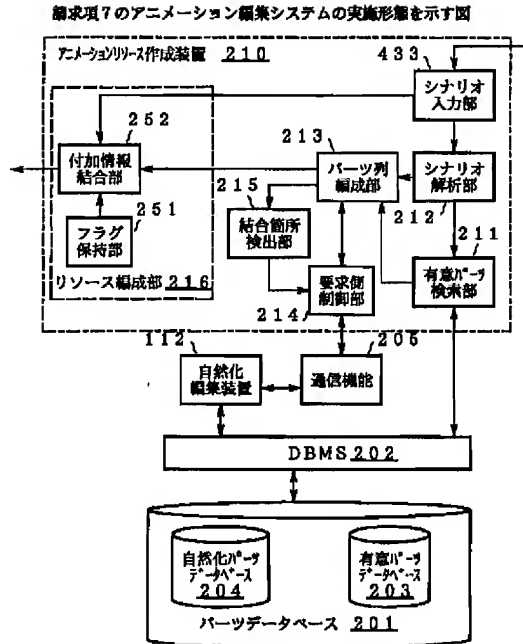 請求項7のアニメーション編集システムの実施形態を示す図
アニメーションリソース作成装置 210
433
シナリオ
入力部
252
付加情報
結合部
213
パーツ列
編成部
シナリオ
解析部
212
215
結合箇所
検出部
251
フラグ
保持部
リソース編成部 216
211
有意パーツ
検索部
要求側
制御部
214
112
自然化
編集装置
205
通信機能
DBMS 202
自然化パーツ
データベース
204
有意パーツ
データベース
203
パーツデータベース 201